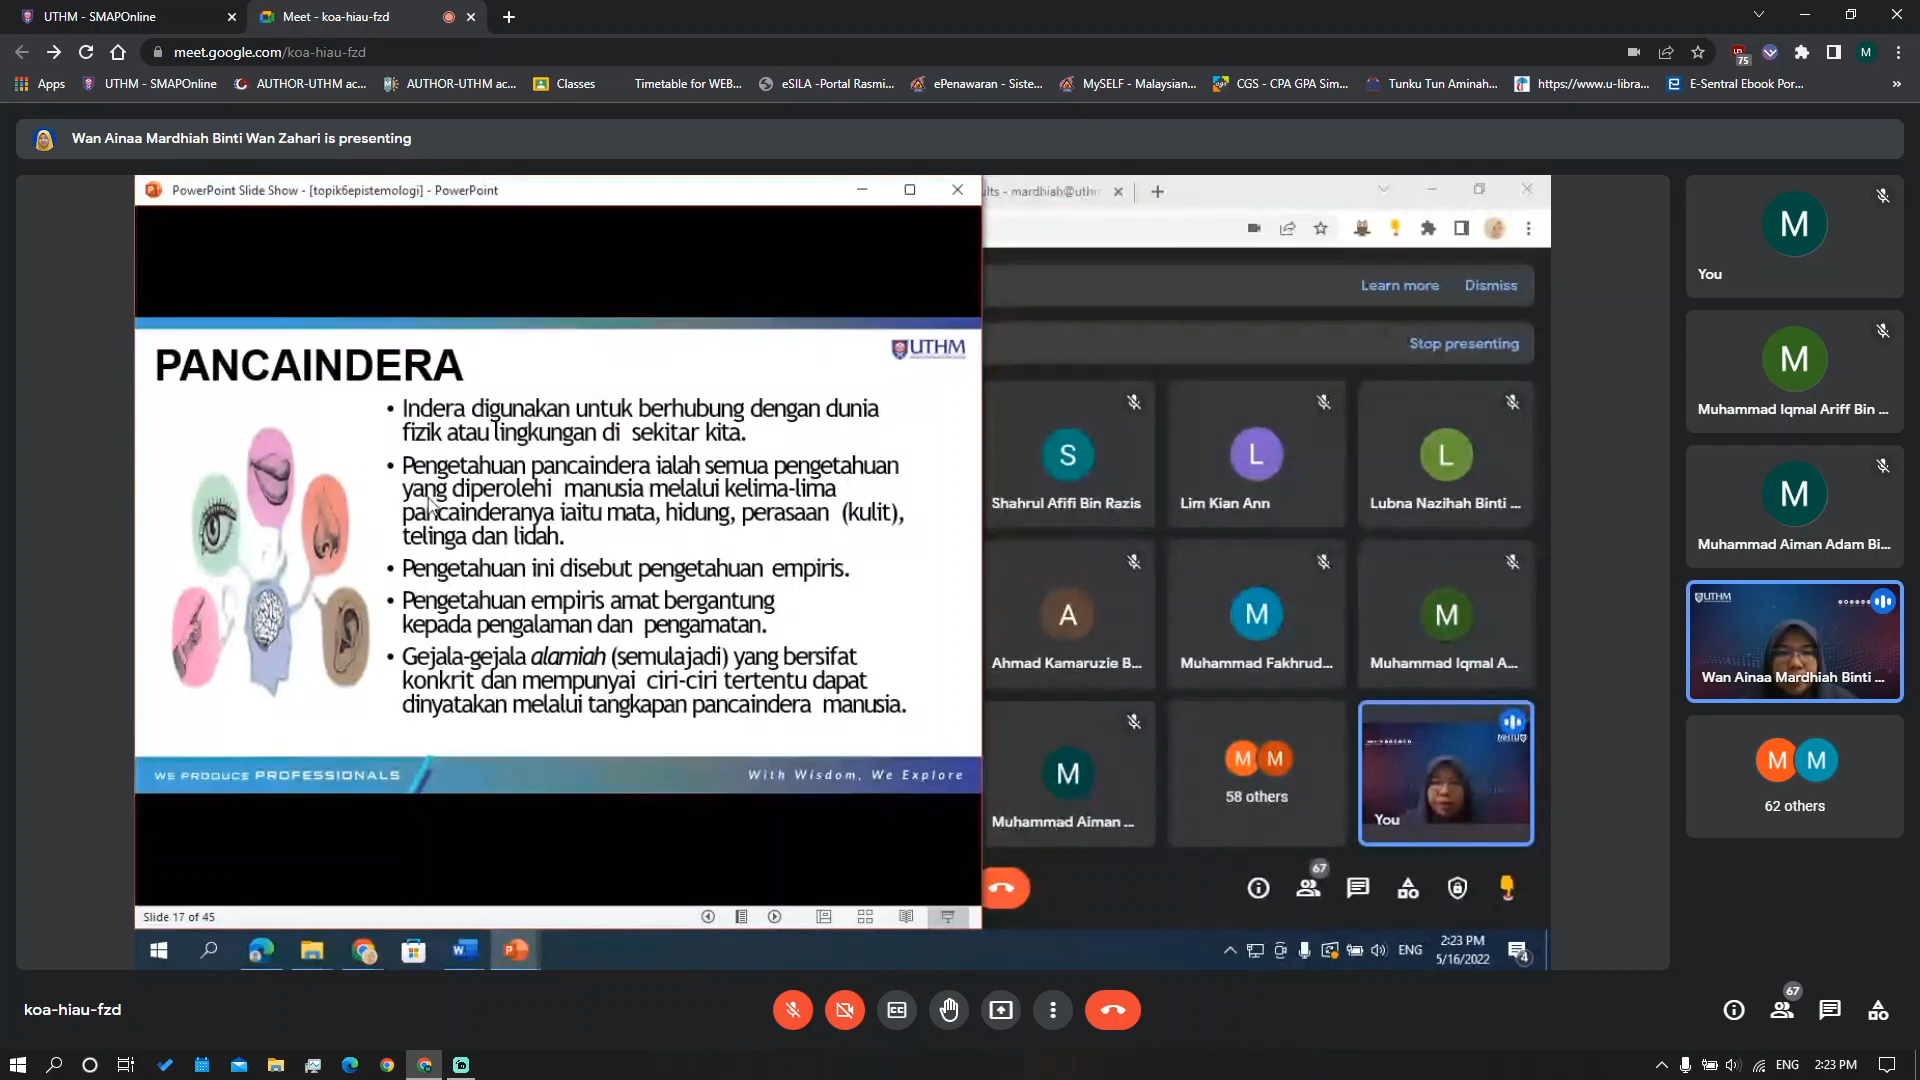 UTHM - SMAPOnline
Meet - koa-hiau-fzd
meet.google.com/koa-hiau-fzd
75
M
Apps
UTHM - SMAPOnline
AUTHOR-UTHM ac...
AUTHOR-UTHM ac...
Classes
Timetable for WEB...
eSILA -Portal Rasmi...
ePenawaran - Siste...
MySELF - Malaysian...
CGS - CPA GPA Sim...
Tunku Tun Aminah...
https://www.u-libra...
E-Sentral Ebook Por...
»
Wan Ainaa Mardhiah Binti Wan Zahari is presenting
PowerPoint Slide Show - [topik6epistemologi] - PowerPoint
ults - mardhiah@uth
Learn more
Dismiss
Stop presenting
UTHM
PANCAINDERA
• Indera digunakan untuk berhubung dengan dunia
fizik atau lingkungan di sekitar kita.
• Pengetahuan pancaindera ialah semua pengetahuan
yang diperolehi manusia melalui kelima-lima
pancainderanya iaitu mata, hidung, perasaan (kulit),
telinga dan lidah.
• Pengetahuan ini disebut pengetahuan empiris.
• Pengetahuan empiris amat bergantung
kepada pengalaman dan pengamatan.
• Gejala-gejala alamiah (semulajadi) yang bersifat
konkrit dan mempunyai ciri-ciri tertentu dapat
dinyatakan melalui tangkapan pancaindera manusia.
WE PRODUCE PROFESSIONALS
With Wisdom, We Explore
Slide 17 of 45
S
Shahrul Afifi Bin Razis
L
Lim Kian Ann
L
Lubna Nazihah Binti ...
A
Ahmad Kamaruzie B...
M
Muhammad Fakhrud...
M
Muhammad Iqmal A...
M
Muhammad Aiman ...
M M
58 others
You
67
ENG
2:23 PM
5/16/2022
4
M
You
M
Muhammad Iqmal Ariff Bin ...
M
Muhammad Aiman Adam Bi...
UTHM
Wan Ainaa Mardhiah Binti ...
M M
62 others
koa-hiau-fzd
67
ENG
2:23 PM